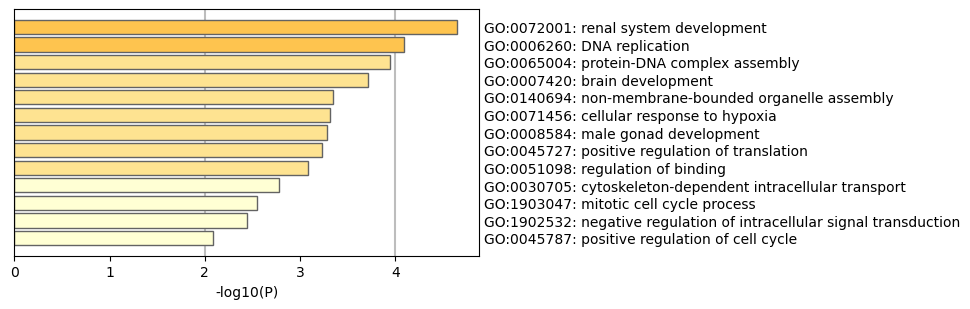 GO:0072001: renal system development
GO:0006260: DNA replication
GO:0065004: protein-DNA complex assembly
GO:0007420: brain development
GO:0140694: non-membrane-bounded organelle assembly
GO:0071456: cellular response to hypoxia
GO:0008584: male gonad development
GO:0045727: positive regulation of translation
GO:0051098: regulation of binding
GO:0030705: cytoskeleton-dependent intracellular transport
GO:1903047: mitotic cell cycle process
GO:1902532: negative regulation of intracellular signal transduction
GO:0045787: positive regulation of cell cycle
0 1 2 3 4
-log10(P)